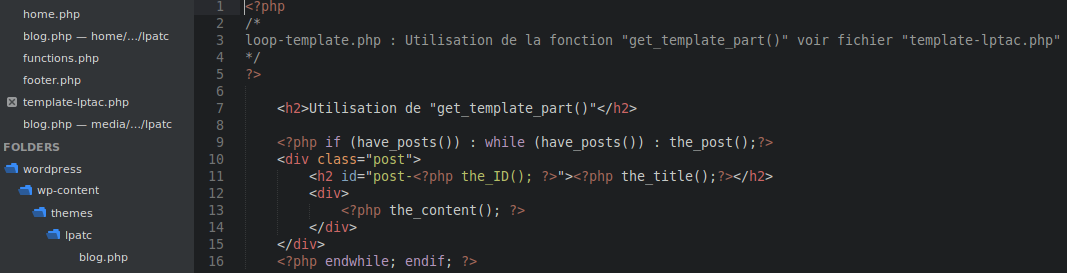 home.php
blog.php — home/.../lpatc
functions.php
footer.php
template-lptac.php
blog.php — media/.../lpatc
FOLDERS
wordpress
wp-content
themes
lpatc
blog.php
1 <?php
2 /*
3 loop-template.php : Utilisation de la fonction "get_template_part()" voir fichier "template-lptac.php"
4 */
5 ?>
6
7 <h2>Utilisation de "get_template_part()"</h2>
8
9 <?php if (have_posts()) : while (have_posts()) : the_post();?>
10 <div class="post">
11 <h2 id="post-<?php the_ID(); ?>"><?php the_title();?></h2>
12 <div>
13 <?php the_content(); ?>
14 </div>
15 </div>
16 <?php endwhile; endif; ?>